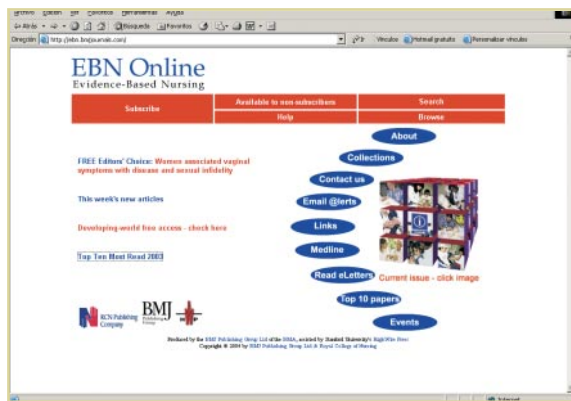 Archivo Edición Ver Favoritos Herramientas Ayuda
Atrás Búsqueda Favoritos
Dirección http://ebn.bmjjournals.com/ Ir Vínculos Hotmail gratuito Personalizar vínculos
EBN Online
Evidence-Based Nursing
Subscribe
Available to non subscribers
Search
Help
Browse
About
Collections
FREE Editors' Choice: Women associated vaginal
symptoms with disease and sexual infidelity
Contact us
This week's new articles
Email @lerts
Developing world free access - check here
Links
Top Ten Most Read 2003
Medline
Read eLetters
Current issue - click image
Top 10 papers
Events
RCN Publishing
Company
BMJ
Produced by the BMJ Publishing Group Ltd of the BMA, assisted by Stanford University's HighWire Press
Copyright © 2004 by BMJ Publishing Group Ltd & Royal College of Nursing
Internet